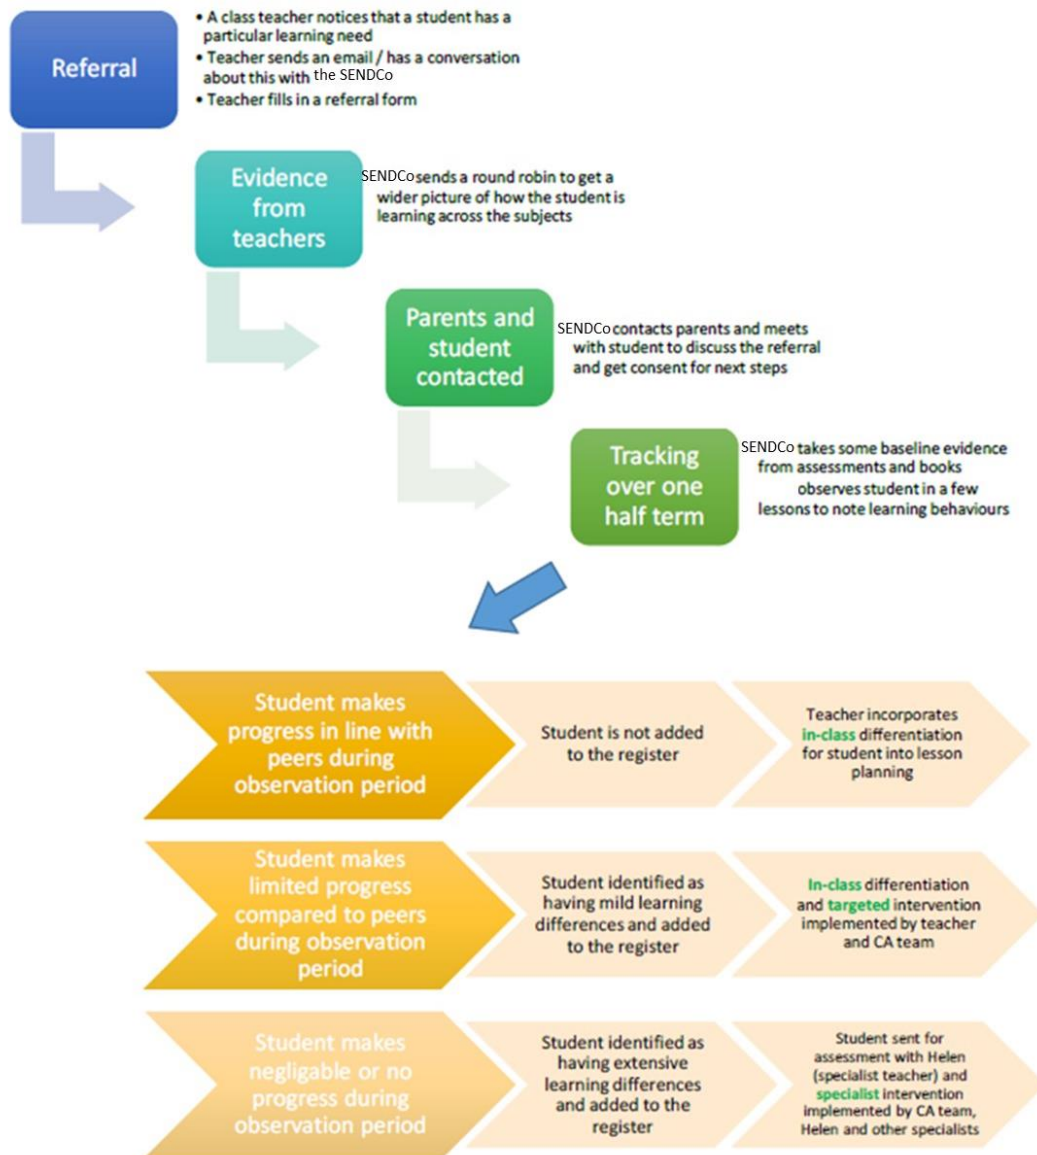 Referral
• A class teacher notices that a student has a
particular learning need
• Teacher sends an email / has a conversation
about this with the SENDCo
• Teacher fills in a referral form
Evidence
from
teachers
SENDCo sends a round robin to get a
wider picture of how the student is
learning across the subjects
Parents and
student
contacted
SENDCo contacts parents and meets
with student to discuss the referral
and get consent for next steps
Tracking
over one
half term
SENDCo takes some baseline evidence
from assessments and books
observes student in a few
lessons to note learning behaviours
Student makes
progress in line with
peers during
observation period
Student is not added
to the register
Teacher incorporates
in-class differentiation
for student into lesson
planning
Student makes
limited progress
compared to peers
during observation
period
Student identified as
having mild learning
differences and added
to the register
In-class differentiation
and targeted intervention
implemented by teacher
and CA team
Student makes
negligable or no
progress during
observation period
Student identified as
having extensive
learning differences
and added to the
register
Student sent for
assessment with Helen
(specialist teacher) and
specialist intervention
implemented by CA team,
Helen and other specialists